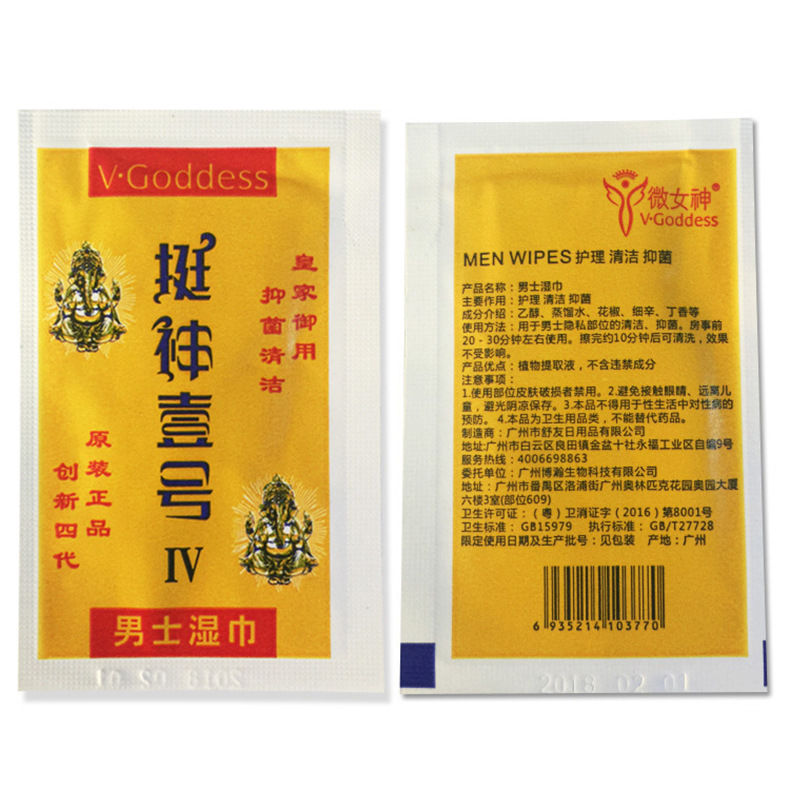 V·Goddess
挺神壹号
IV
皇家御用
抑菌清洁
原装正品
创新四代
男士湿巾
2018 02 01
微女神®
V·Goddess
MEN WIPES 护理 清洁 抑菌
产品名称：男士湿巾
主要作用：护理 清洁 抑菌
成分介绍：乙醇、蒸馏水、花椒、细辛、丁香等
使用方法：用于男士隐私部位的清洁、抑菌。房事前
20-30分钟左右使用。擦完约10分钟后可清洗，效果
不受影响。
产品优点：植物提取液，不含违禁成分
注意事项：
1.使用部位皮肤破损者禁用。2.避免接触眼睛、远离儿
童，避光阴凉保存。3.本品不得用于性生活中对性病的
预防。 4.本品为卫生用品类，不能替代药品。
制造商：广州市舒友日用品有限公司
地址:广州市白云区良田镇金盆十社永福工业区自编9号
服务热线：4006698863
委托单位：广州博瀚生物科技有限公司
地址：广州市番禺区洛浦街广州奥林匹克花园奥园大厦
六楼3室(部位609)
卫生许可证：（粤）卫消证字（2016）第8001号
卫生标准：GB15979 执行标准：GB/T27728
限定使用日期及生产批号：见包装 产地：广州
6 935214 103770
2018 02 01